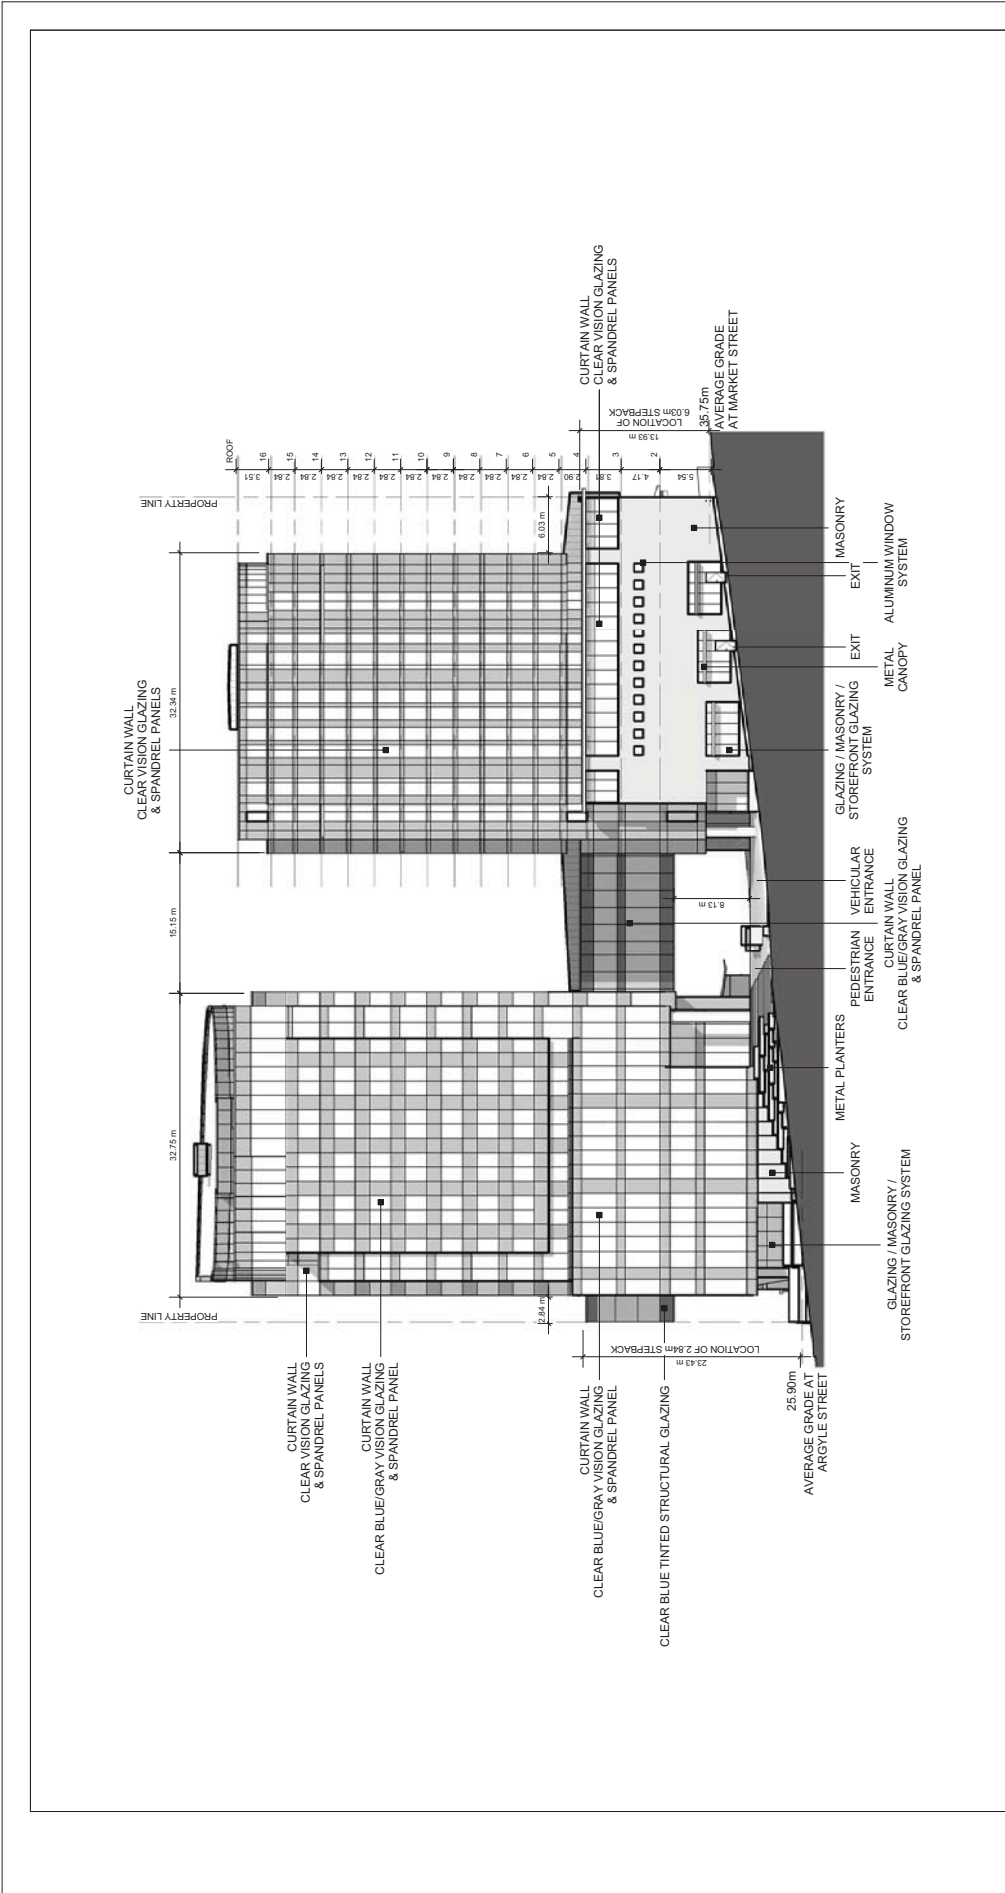 PROPERTY LINE
32.75 m
15.15 m
CURTAIN WALL
CLEAR VISION GLAZING
& SPANDREL PANELS
32.34 m
PROPERTY LINE
ROOF
3.51
16
2.84
15
2.84
14
2.84
13
2.84
12
2.84
11
2.84
10
2.84
9
2.84
8
2.84
7
2.84
6
2.84
5
2.90
4
3.81
3
4.17
2
5.54
CURTAIN WALL
CLEAR VISION GLAZING
& SPANDREL PANELS
CURTAIN WALL
CLEAR BLUE/GRAY VISION GLAZING
& SPANDREL PANEL
2.84 m
6.03 m
CURTAIN WALL
CLEAR BLUE/GRAY VISION GLAZING
& SPANDREL PANEL
CLEAR BLUE TINTED STRUCTURAL GLAZING
LOCATION OF 2.84m STEPBACK
23.43 m
8.13 m
CURTAIN WALL
CLEAR VISION GLAZING
& SPANDREL PANELS
13.93 m
LOCATION OF
6.03m STEPBACK
35.75m
AVERAGE GRADE
AT MARKET STREET
25.90m
AVERAGE GRADE AT
ARGYLE STREET
GLAZING / MASONRY /
STOREFRONT GLAZING SYSTEM
MASONRY
METAL PLANTERS
PEDESTRIAN
ENTRANCE
VEHICULAR
ENTRANCE
CURTAIN WALL
CLEAR BLUE/GRAY VISION GLAZING
& SPANDREL PANEL
GLAZING / MASONRY /
STOREFRONT GLAZING
SYSTEM
METAL
CANOPY
EXIT
EXIT
ALUMINUM WINDOW
SYSTEM
MASONRY